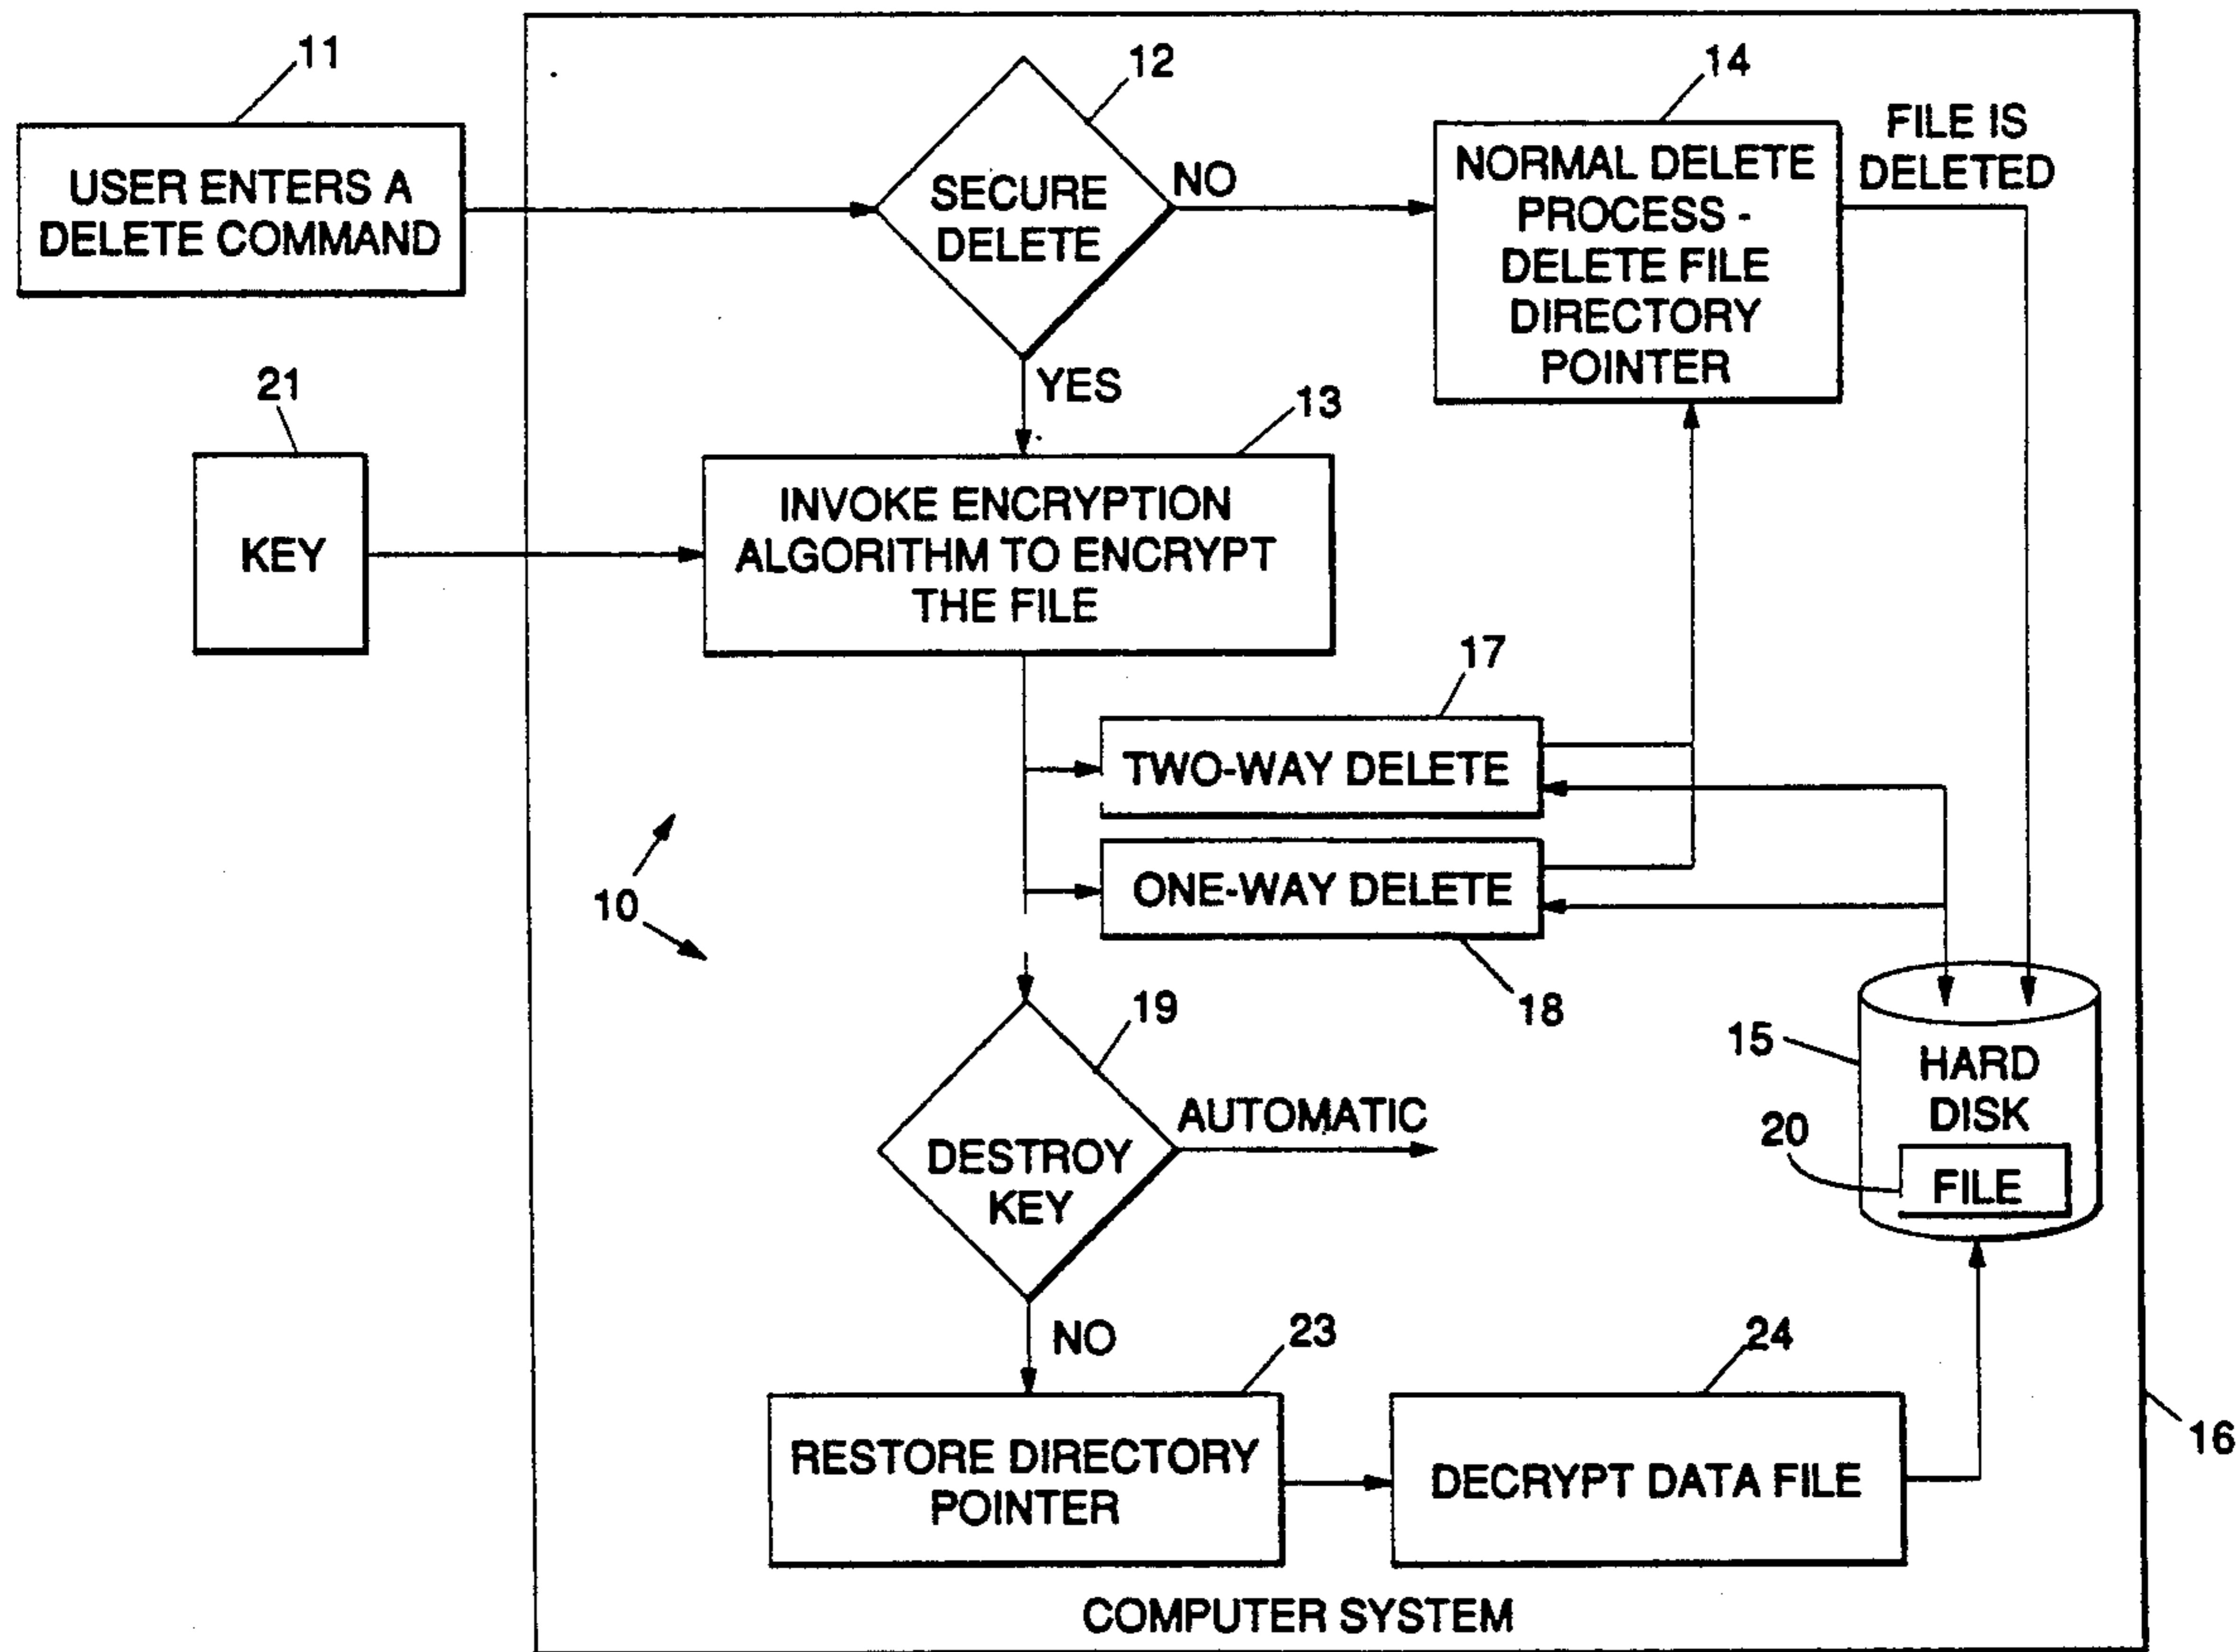 11
USER ENTERS A
DELETE COMMAND
12
SECURE
DELETE
NO
YES
14
NORMAL DELETE
PROCESS -
DELETE FILE
DIRECTORY
POINTER
FILE IS
DELETED
21
KEY
13
INVOKE ENCRYPTION
ALGORITHM TO ENCRYPT
THE FILE
17
TWO-WAY DELETE
ONE-WAY DELETE
18
10
19
DESTROY
KEY
AUTOMATIC
NO
15
HARD
DISK
20
FILE
23
RESTORE DIRECTORY
POINTER
24
DECRYPT DATA FILE
16
COMPUTER SYSTEM